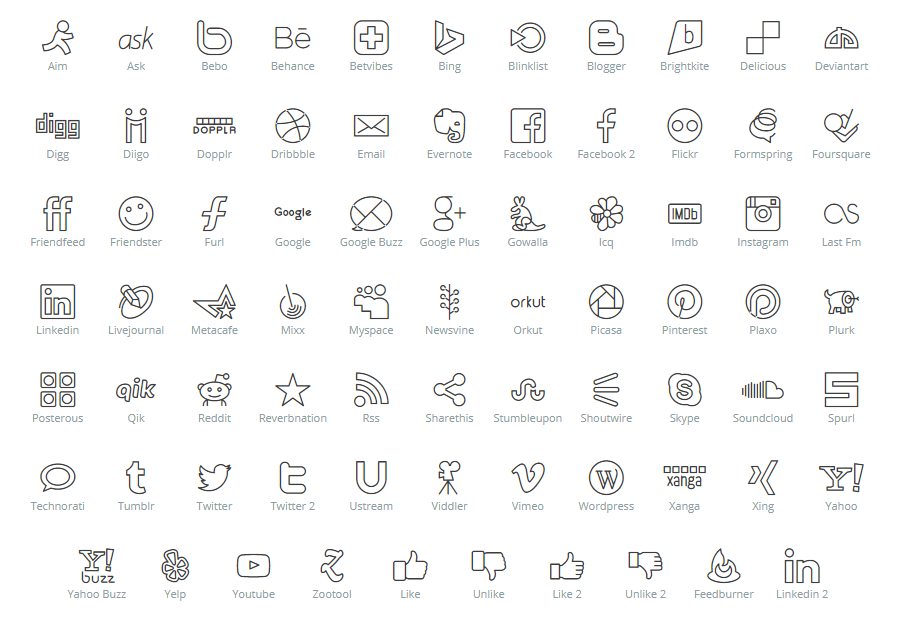 ask Bē
Aim Ask Bebo Behance Betvibes Bing Blinklist Blogger Brightkite Delicious Deviantart
digg DOPPLR
Digg Diigo Dopplr Dribbble Email Evernote Facebook Facebook 2 Flickr Formspring Foursquare
ff f Google g+ IMDb as
Friendfeed Friendster Furl Google Google Buzz Google Plus Gowalla Icq Imdb Instagram Last Fm
in orkut
Linkedin Livejournal Metacafe Mixx Myspace Newsvine Orkut Picasa Pinterest Plaxo Plurk
qik S S
Posterous Qik Reddit Reverbnation Rss Sharethis Stumbleupon Shoutwire Skype Soundcloud Spurl
t t U V W xanga Y!
Technorati Tumblr Twitter Twitter 2 Ustream Viddler Vimeo Wordpress Xanga Xing Yahoo
Y! buzz in
Yahoo Buzz Yelp Youtube Zootool Like Unlike Like 2 Unlike 2 Feedburner Linkedin 2